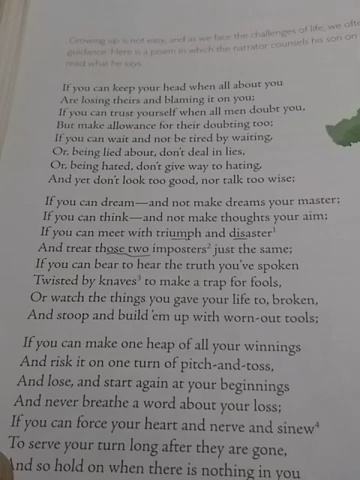 Growing up is not easy, and as we face the challenges of life, we ofte
guidance. Here is a poem in which the narrator counsels his son on
read what he says.
If you can keep your head when all about you
Are losing theirs and blaming it on you;
If you can trust yourself when all men doubt you,
But make allowance for their doubting too;
If you can wait and not be tired by waiting,
Or, being lied about, don't deal in lies,
Or, being hated, don't give way to hating,
And yet don't look too good, nor talk too wise;
If you can dream—and not make dreams your master;
If you can think—and not make thoughts your aim;
If you can meet with triumph and disaster¹
And treat those two imposters² just the same;
If you can bear to hear the truth you've spoken
Twisted by knaves³ to make a trap for fools,
Or watch the things you gave your life to, broken,
And stoop and build 'em up with worn-out tools;
If you can make one heap of all your winnings
And risk it on one turn of pitch-and-toss,
And lose, and start again at your beginnings
And never breathe a word about your loss;
If you can force your heart and nerve and sinew⁴
To serve your turn long after they are gone,
And so hold on when there is nothing in you